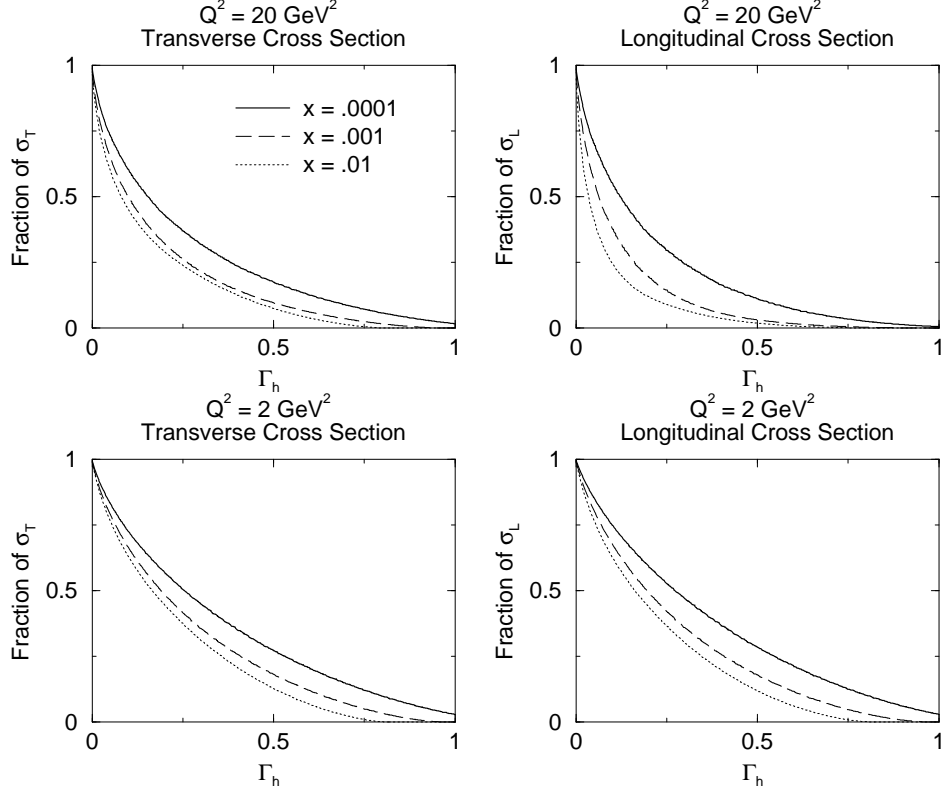 Q² = 20 GeV²
Transverse Cross Section
1
0.5
0
Fraction of σ_T
x = .0001
x = .001
x = .01
0
0.5
1
Γ_h
Q² = 20 GeV²
Longitudinal Cross Section
1
0.5
0
Fraction of σ_L
0
0.5
1
Γ_h
Q² = 2 GeV²
Transverse Cross Section
1
0.5
0
Fraction of σ_T
0
0.5
1
Γ_h
Q² = 2 GeV²
Longitudinal Cross Section
1
0.5
0
Fraction of σ_L
0
0.5
1
Γ_h